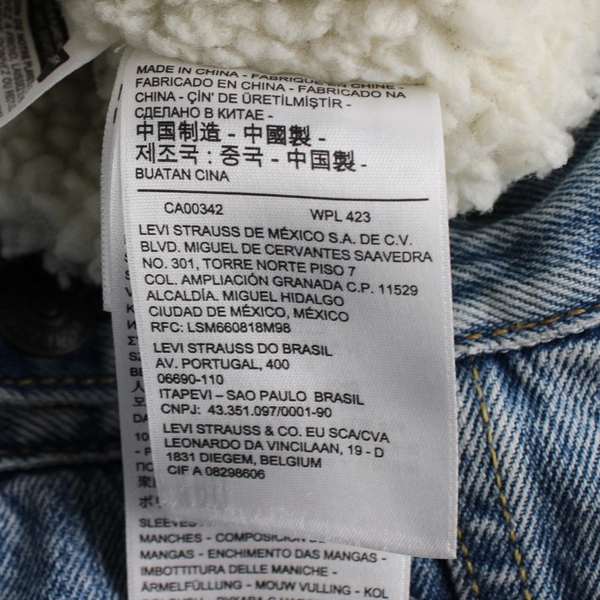 MADE IN CHINA - FABRIQUE EN CHINE -
FABRICADO EN CHINA - FABRICADO NA
CHINA - ÇİN' DE ÜRETİLMİŞTİR -
СДЕЛАНО В КИТАЕ -
中国制造 - 中國製 -
제조국 : 중국 - 中国製 -
BUATAN CINA
CA00342 WPL 423
LEVI STRAUSS DE MÉXICO S.A. DE C.V.
BLVD. MIGUEL DE CERVANTES SAAVEDRA
NO. 301, TORRE NORTE PISO 7
COL. AMPLIACIÓN GRANADA C.P. 11529
ALCALDÍA. MIGUEL HIDALGO
CIUDAD DE MÉXICO, MÉXICO
RFC: LSM660818M98
LEVI STRAUSS DO BRASIL
AV. PORTUGAL, 400
06690-110
ITAPEVI – SAO PAULO BRASIL
CNPJ: 43.351.097/0001-90
LEVI STRAUSS & CO. EU SCA/CVA
LEONARDO DA VINCILAAN, 19 - D
1831 DIEGEM, BELGIUM
CIF A 08298606
SLEEVES
MANCHES - COMPOSICION DE
MANGAS - ENCHIMENTO DAS MANGAS -
IMBOTTITURA DELLE MANICHE -
ÄRMELFÜLLUNG - MOUW VULLING - KOL